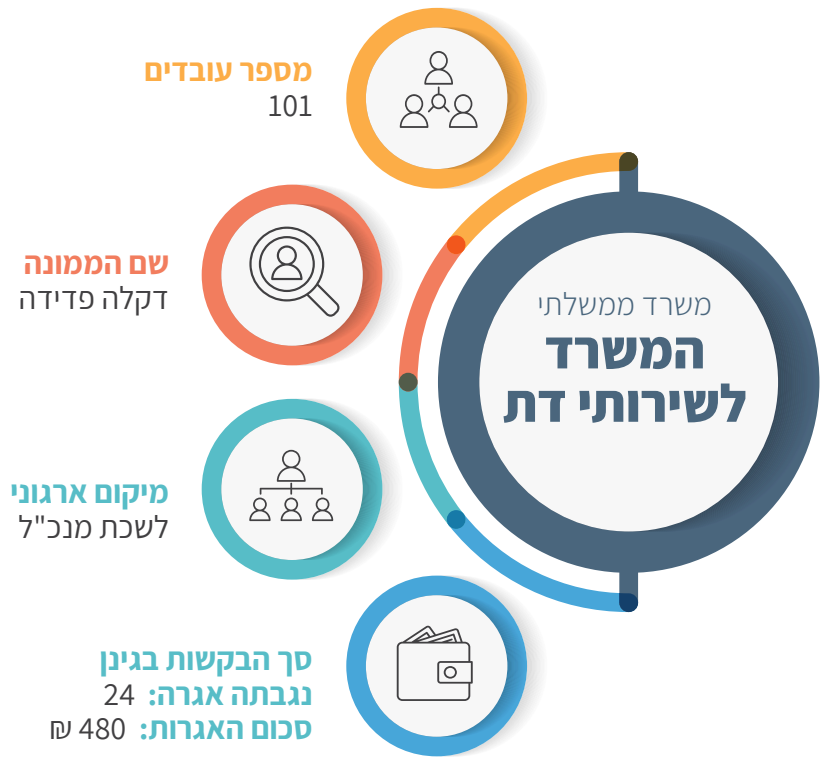 משרד ממשלתי
המשרד
לשירותי דת
מספר עובדים
101
שם הממונה
דקלה פדידה
מיקום ארגוני
לשכת מנכ"ל
סך הבקשות בגינן
נגבתה אגרה: 24
סכום האגרות: 480 ₪